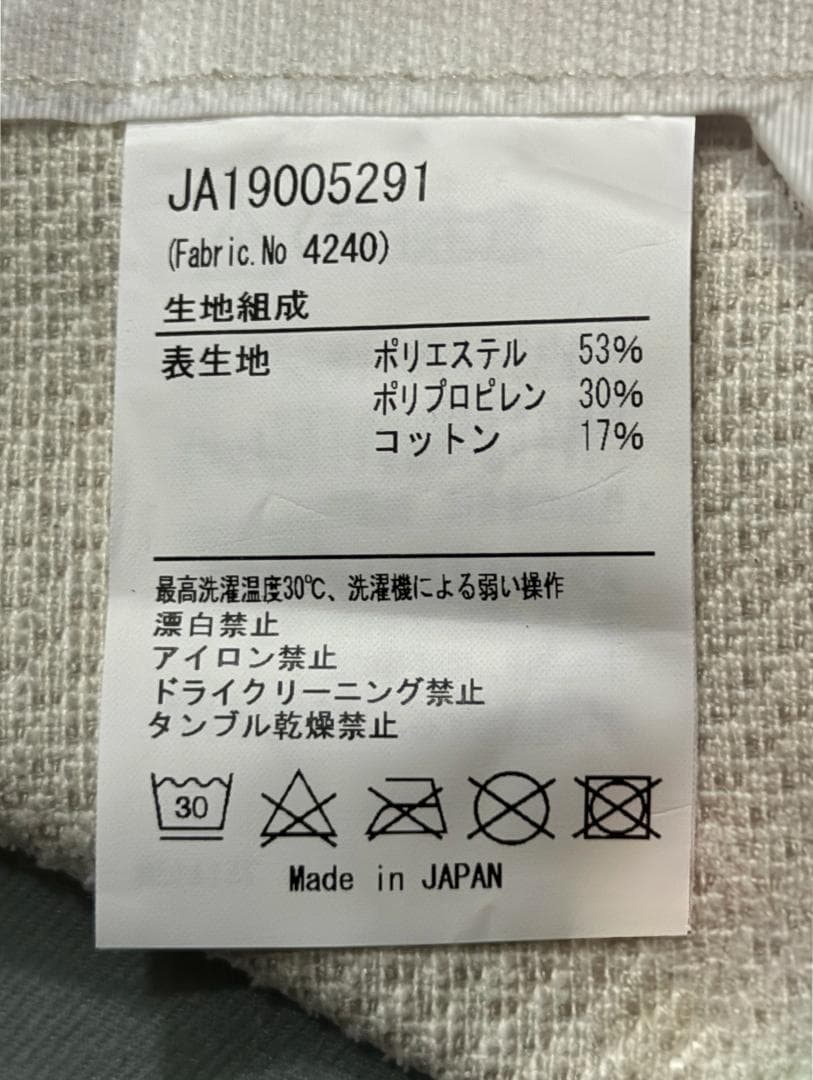 JA19005291
(Fabric.No 4240)
生地組成
表生地 ポリエステル 53%
ポリプロピレン 30%
コットン 17%
最高洗濯温度30℃、洗濯機による弱い操作
漂白禁止
アイロン禁止
ドライクリーニング禁止
タンブル乾燥禁止
30
Made in JAPAN